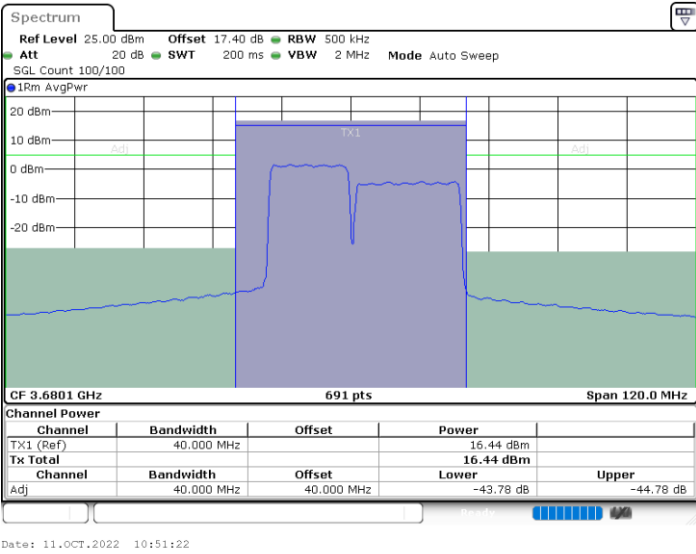 Spectrum
Ref Level 25.00 dBm Offset 17.40 dB RBW 500 kHz
Att 20 dB SWT 200 ms VBW 2 MHz Mode Auto Sweep
SGL Count 100/100
1Rm AvgPwr
20 dBm
TX1
10 dBm
Adj Adj
0 dBm
-10 dBm
-20 dBm
CF 3.6801 GHz 691 pts Span 120.0 MHz
Channel Power
Channel Bandwidth Offset Power
TX1 (Ref) 40.000 MHz 16.44 dBm
Tx Total 16.44 dBm
Channel Bandwidth Offset Lower Upper
Adj 40.000 MHz 40.000 MHz -43.78 dB -44.78 dB
Ready
Date: 11.OCT.2022 10:51:22